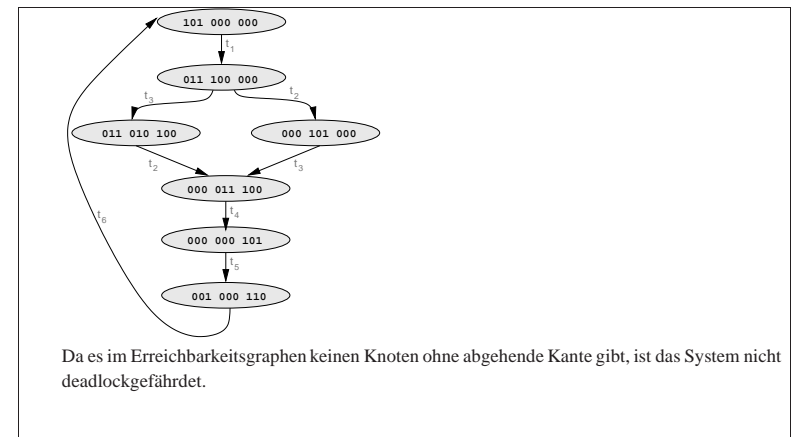 101 000 000
t1
011 100 000
t3
t2
011 010 100
000 101 000
t2
t3
000 011 100
t4
t6
000 000 101
t5
001 000 110
Da es im Erreichbarkeitsgraphen keinen Knoten ohne abgehende Kante gibt, ist das System nicht
deadlockgefährdet.